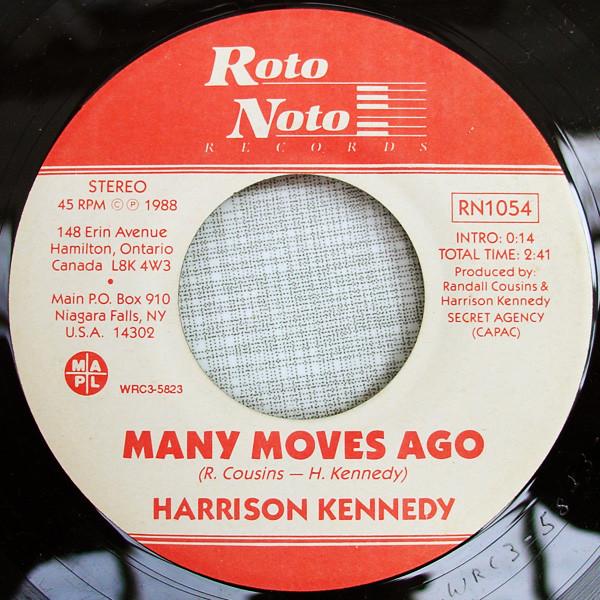 Roto
Noto
RECORDS
STEREO
45 RPM © ℗ 1988
148 Erin Avenue
Hamilton, Ontario
Canada L8K 4W3
•
Main P.O. Box 910
Niagara Falls, NY
U.S.A. 14302
M A
P L
WRC3-5823
RN1054
INTRO: 0:14
TOTAL TIME: 2:41
Produced by:
Randall Cousins &
Harrison Kennedy
SECRET AGENCY
(CAPAC)
MANY MOVES AGO
(R. Cousins — H. Kennedy)
HARRISON KENNEDY
WRC3-5823